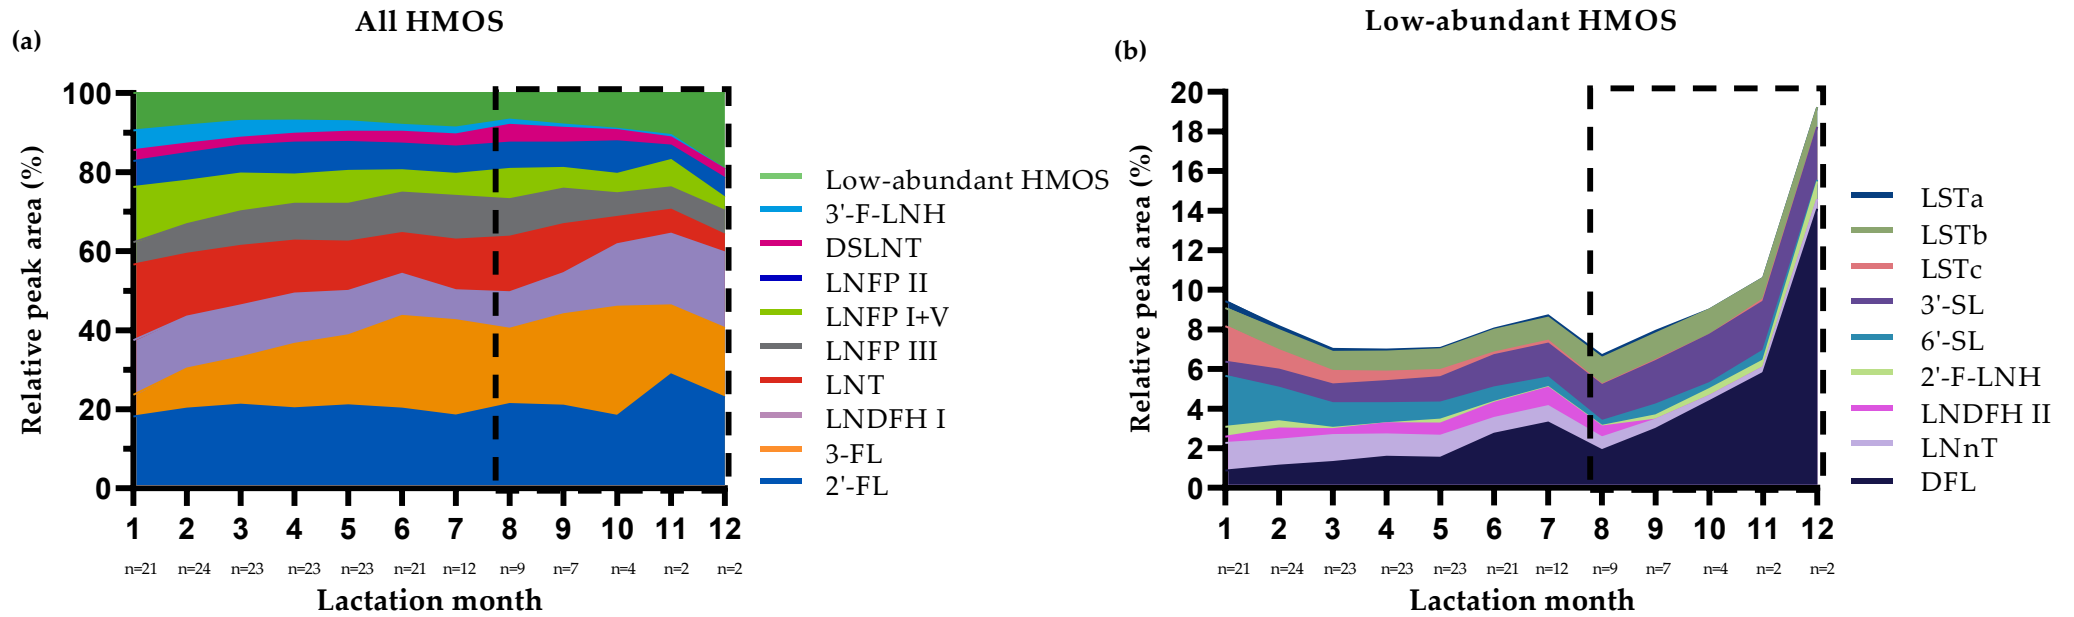 All HMOS
(a)
Relative peak area (%)
100
80
60
40
20
0
1 2 3 4 5 6 7 8 9 10 11 12
n=21 n=24 n=23 n=23 n=23 n=21 n=12 n=9 n=7 n=4 n=2 n=2
Lactation month
Low-abundant HMOS
3'-F-LNH
DSLNT
LNFP II
LNFP I+V
LNFP III
LNT
LNDFH I
3-FL
2'-FL
Low-abundant HMOS
(b)
Relative peak area (%)
20
18
16
14
12
10
8
6
4
2
0
1 2 3 4 5 6 7 8 9 10 11 12
n=21 n=24 n=23 n=23 n=23 n=21 n=12 n=9 n=7 n=4 n=2 n=2
Lactation month
LSTa
LSTb
LSTc
3'-SL
6'-SL
2'-F-LNH
LNDFH II
LNnT
DFL